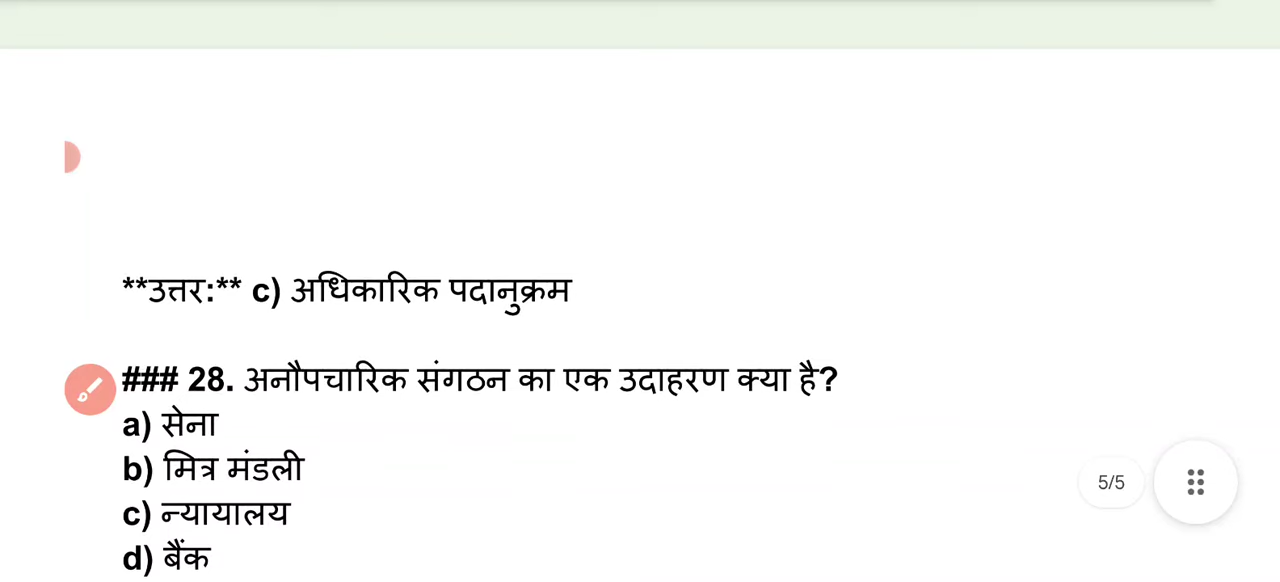 **उत्तर:** c) अधिकारिक पदानुक्रम
### 28. अनौपचारिक संगठन का एक उदाहरण क्या है?
a) सेना
b) मित्र मंडली
c) न्यायालय
d) बैंक
5/5